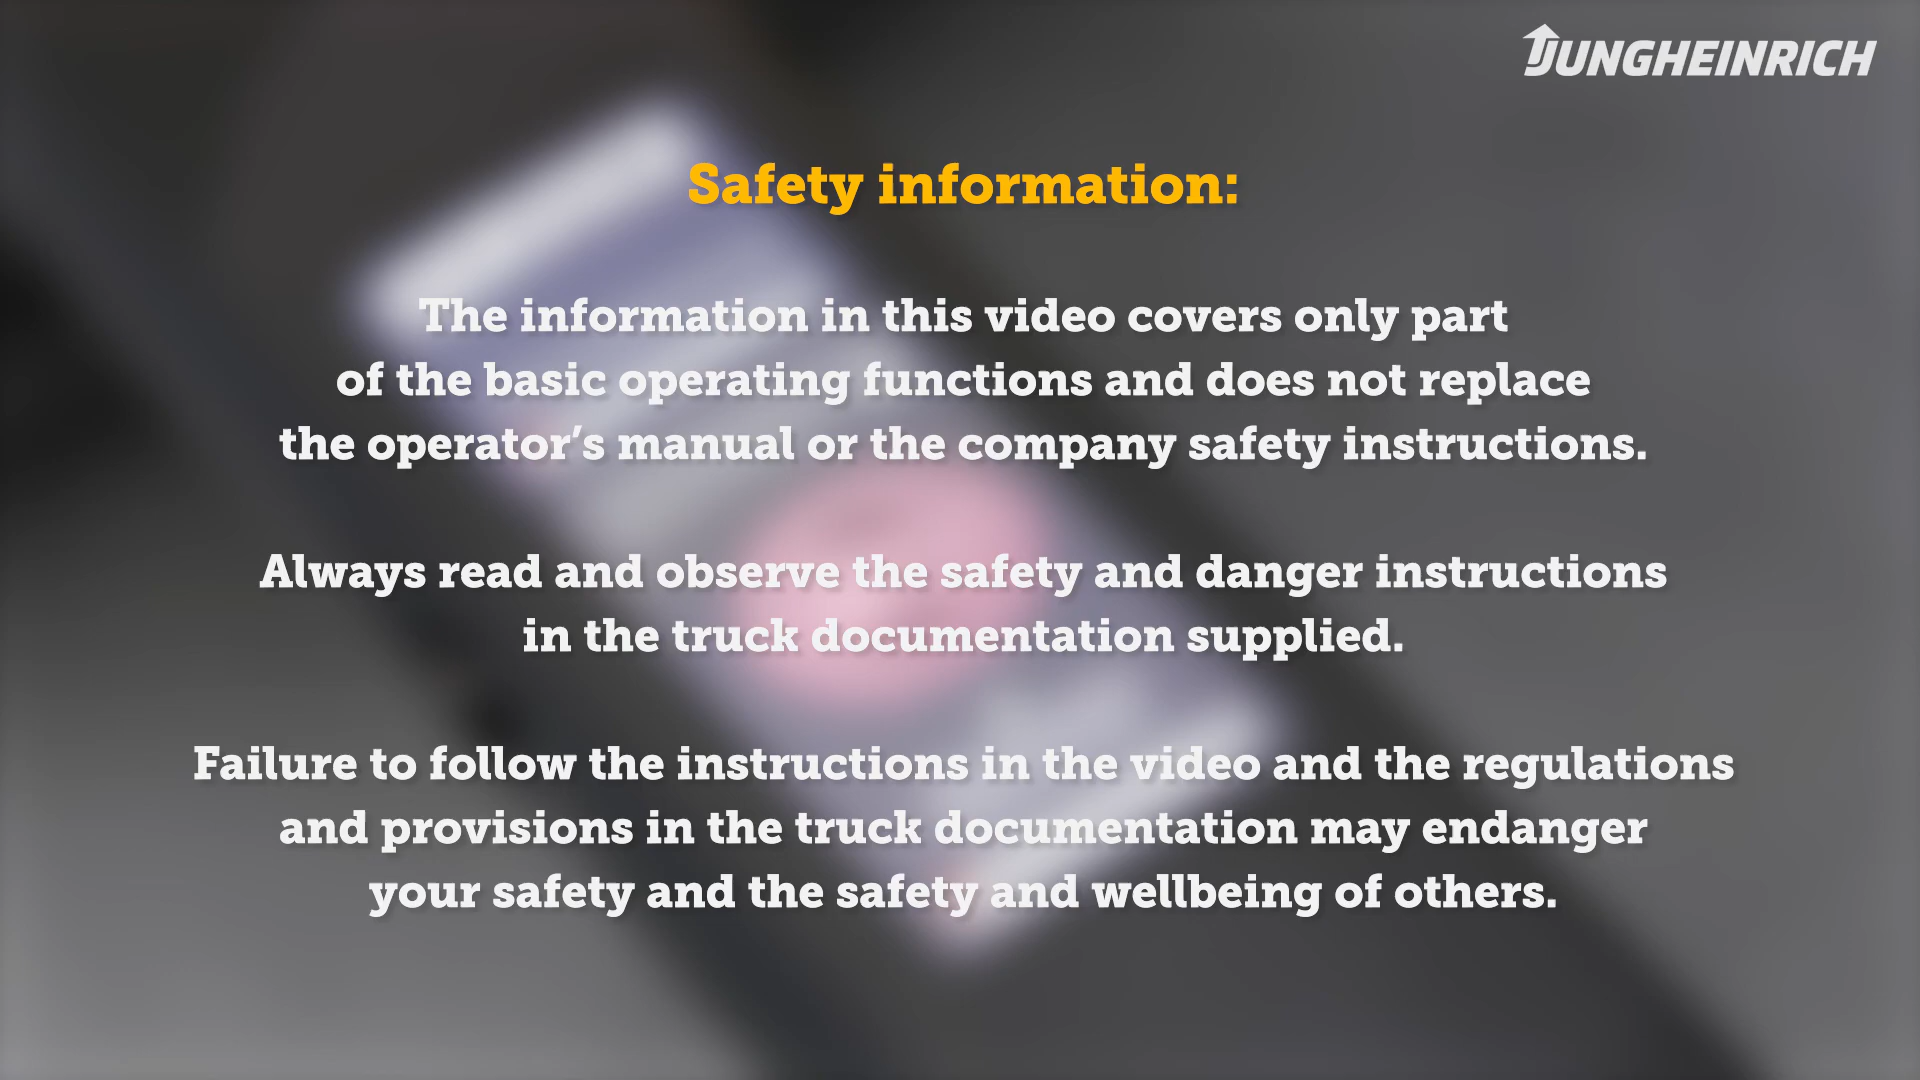 JUNGHEINRICH
Safety information:
The information in this video covers only part
of the basic operating functions and does not replace
the operator’s manual or the company safety instructions.
Always read and observe the safety and danger instructions
in the truck documentation supplied.
Failure to follow the instructions in the video and the regulations
and provisions in the truck documentation may endanger
your safety and the safety and wellbeing of others.